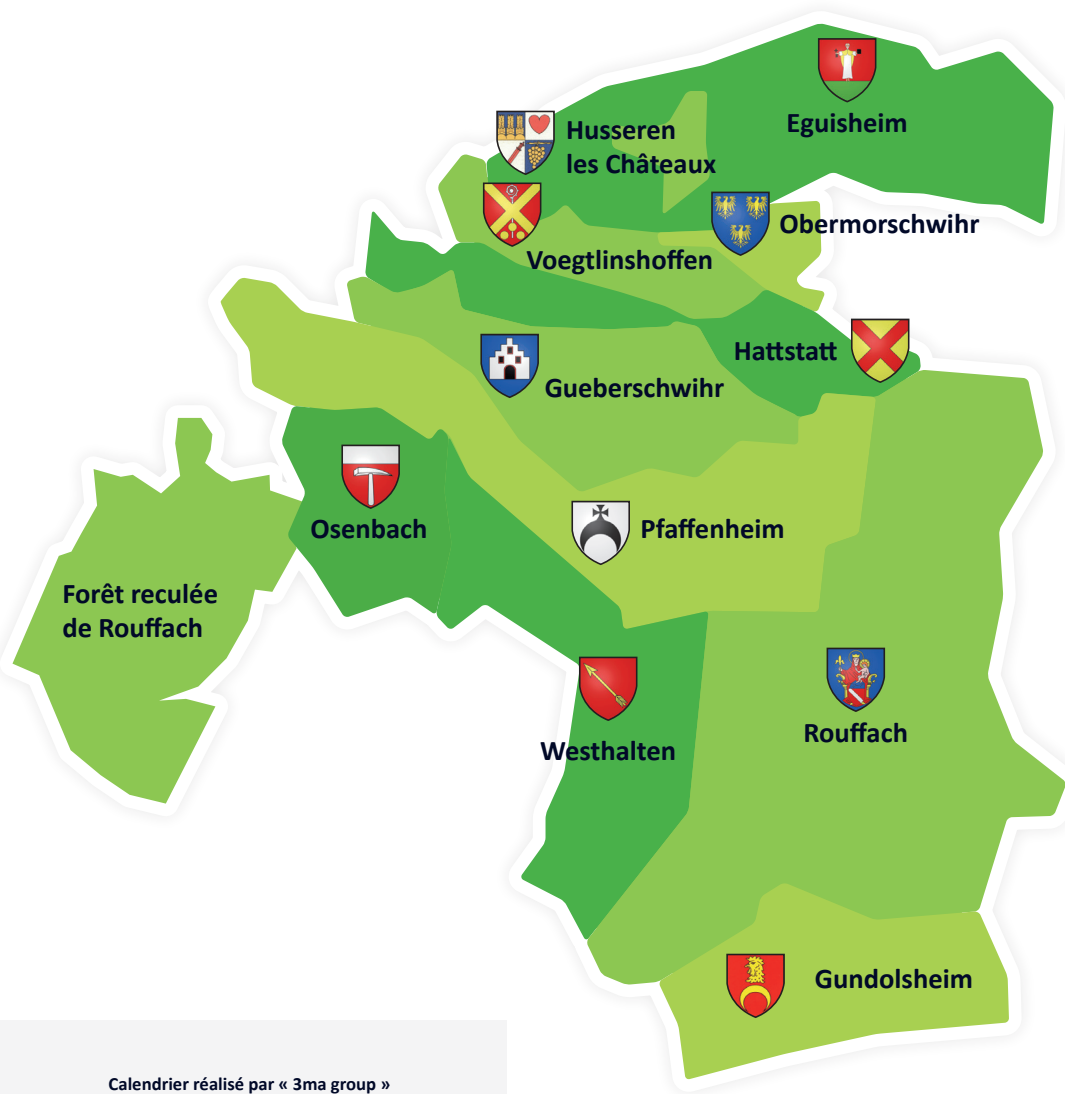 Eguisheim
Husseren
les Châteaux
Obermorschwihr
Voegtlinshoffen
Hattstatt
Gueberschwihr
Osenbach
Pfaffenheim
Forêt reculée
de Rouffach
Rouffach
Westhalten
Gundolsheim
Calendrier réalisé par « 3ma group »